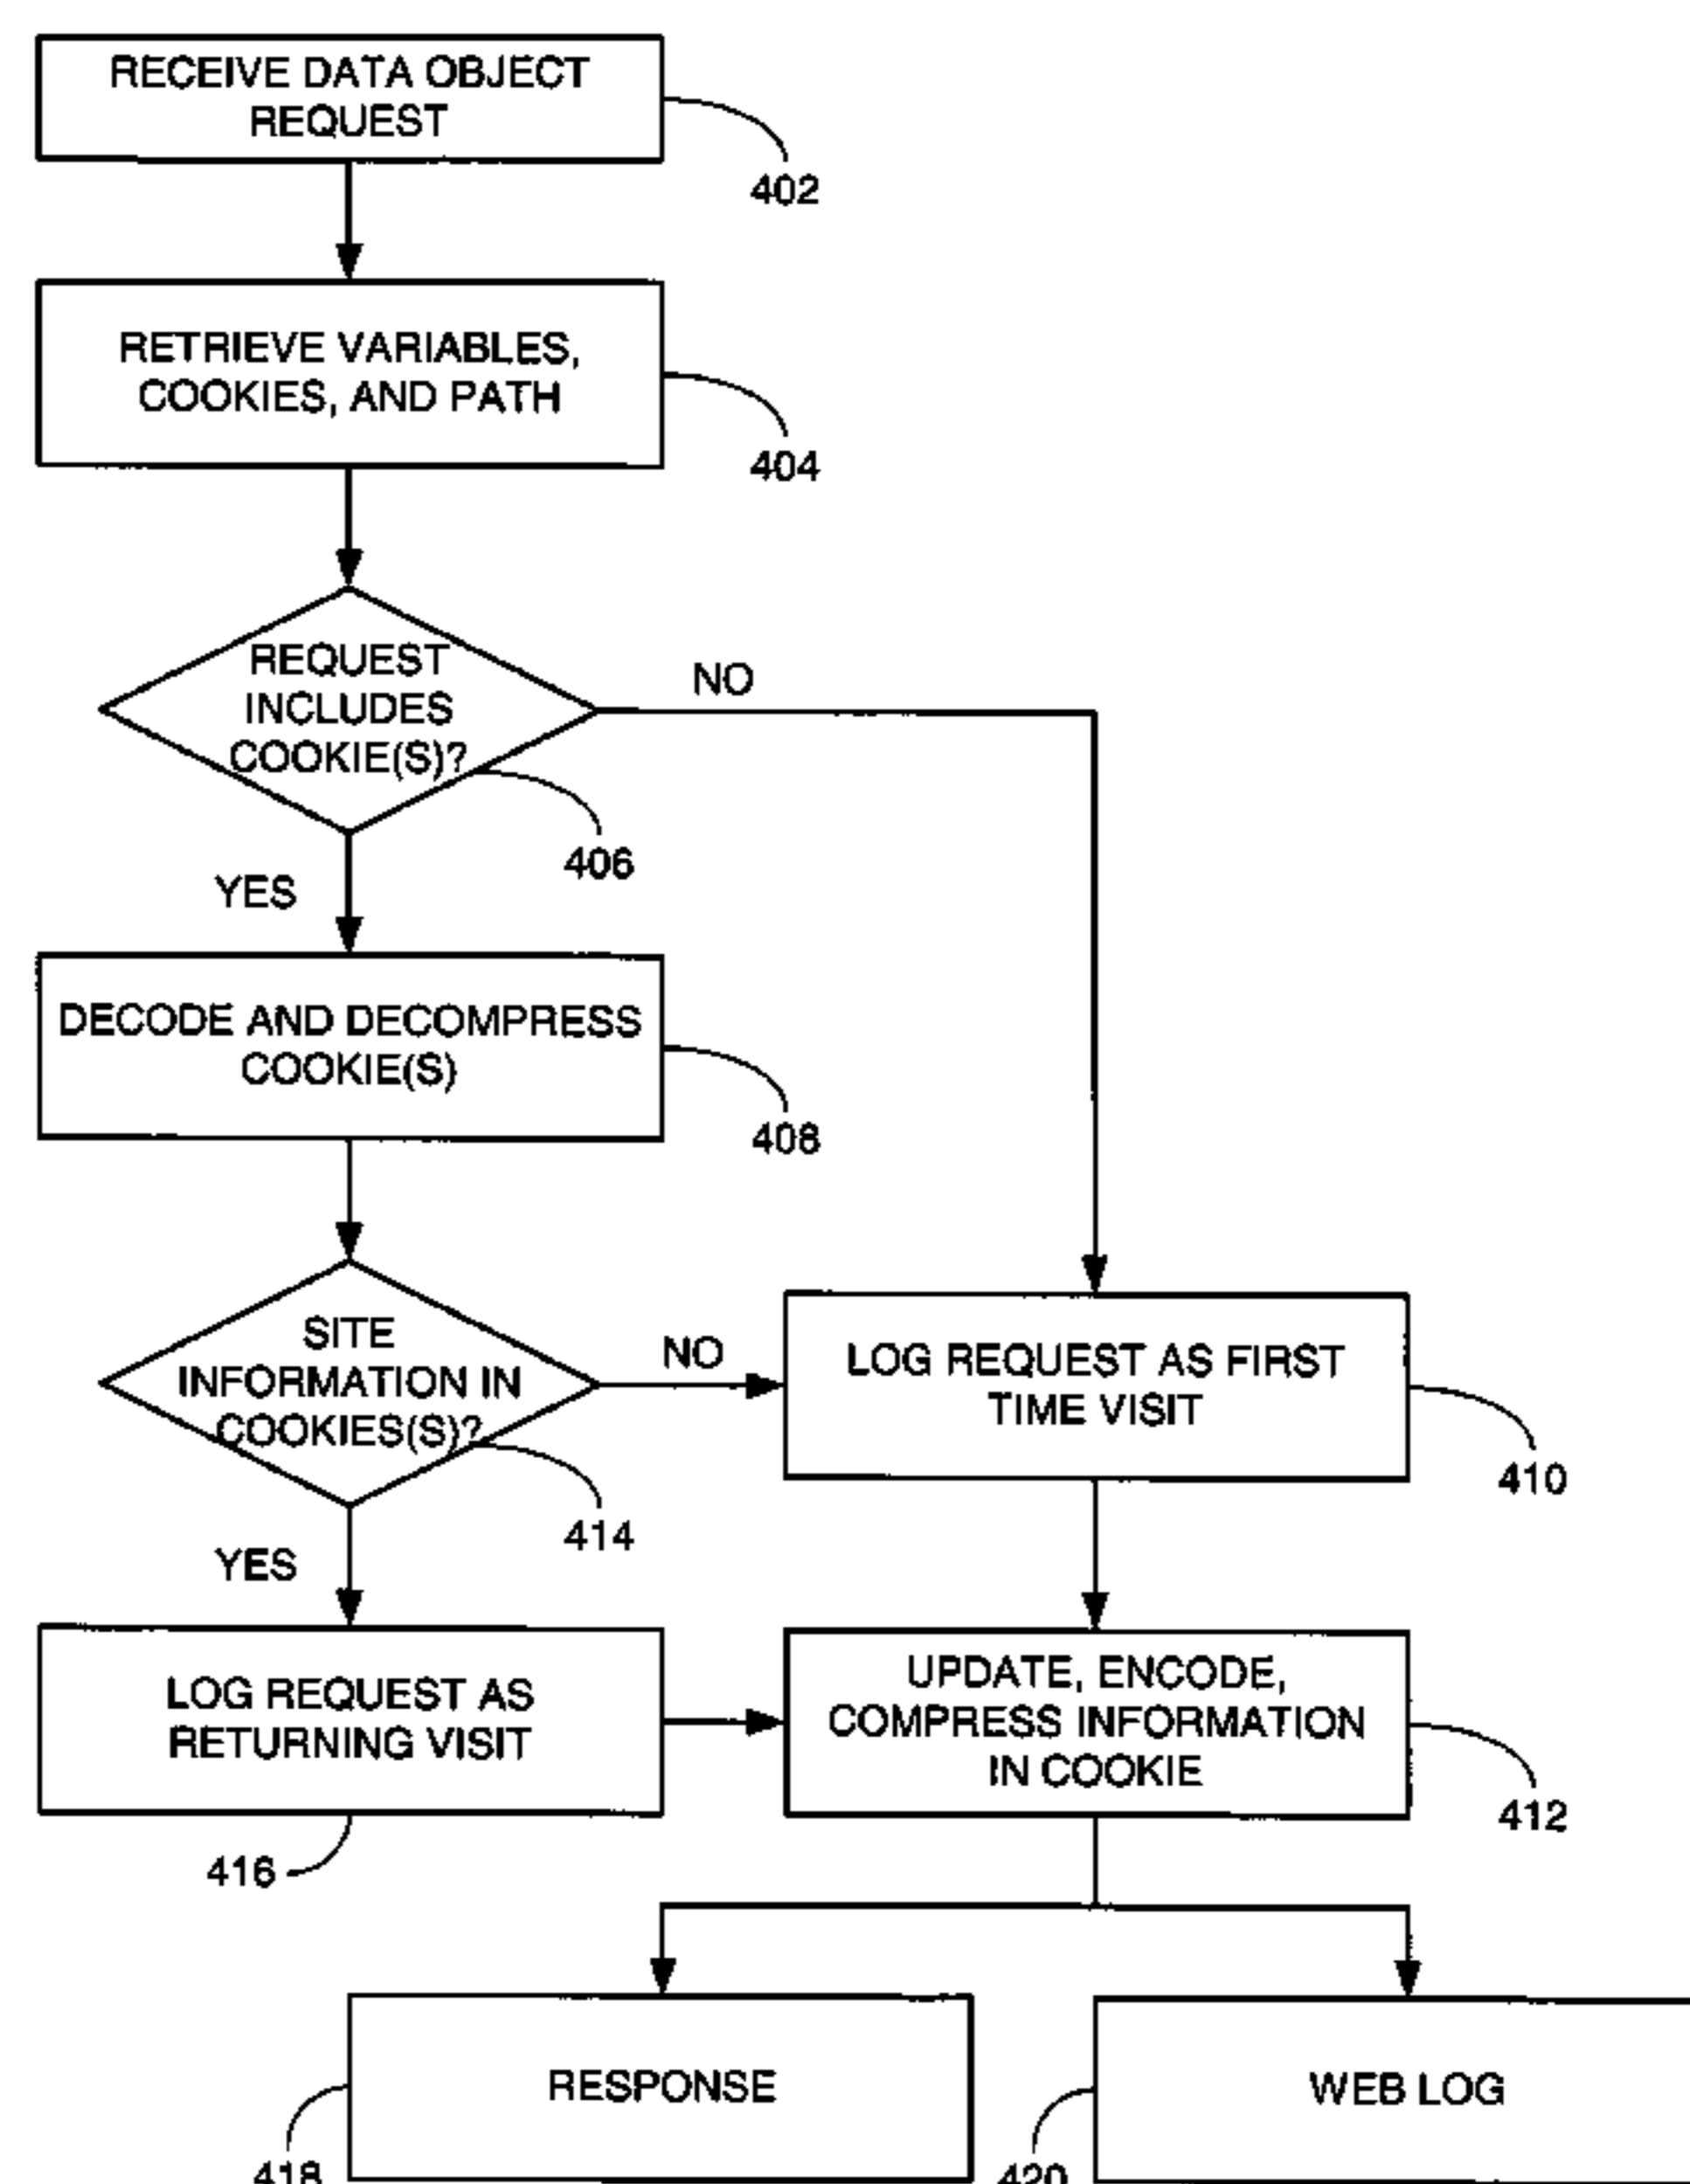 RECEIVE DATA OBJECT
REQUEST
402
RETRIEVE VARIABLES,
COOKIES, AND PATH
404
REQUEST
INCLUDES
COOKIE(S)?
NO
406
YES
DECODE AND DECOMPRESS
COOKIE(S)
408
SITE
INFORMATION IN
COOKIES(S)?
NO
LOG REQUEST AS FIRST
TIME VISIT
410
414
YES
LOG REQUEST AS
RETURNING VISIT
UPDATE, ENCODE,
COMPRESS INFORMATION
IN COOKIE
412
416
RESPONSE
WEB LOG
418
420